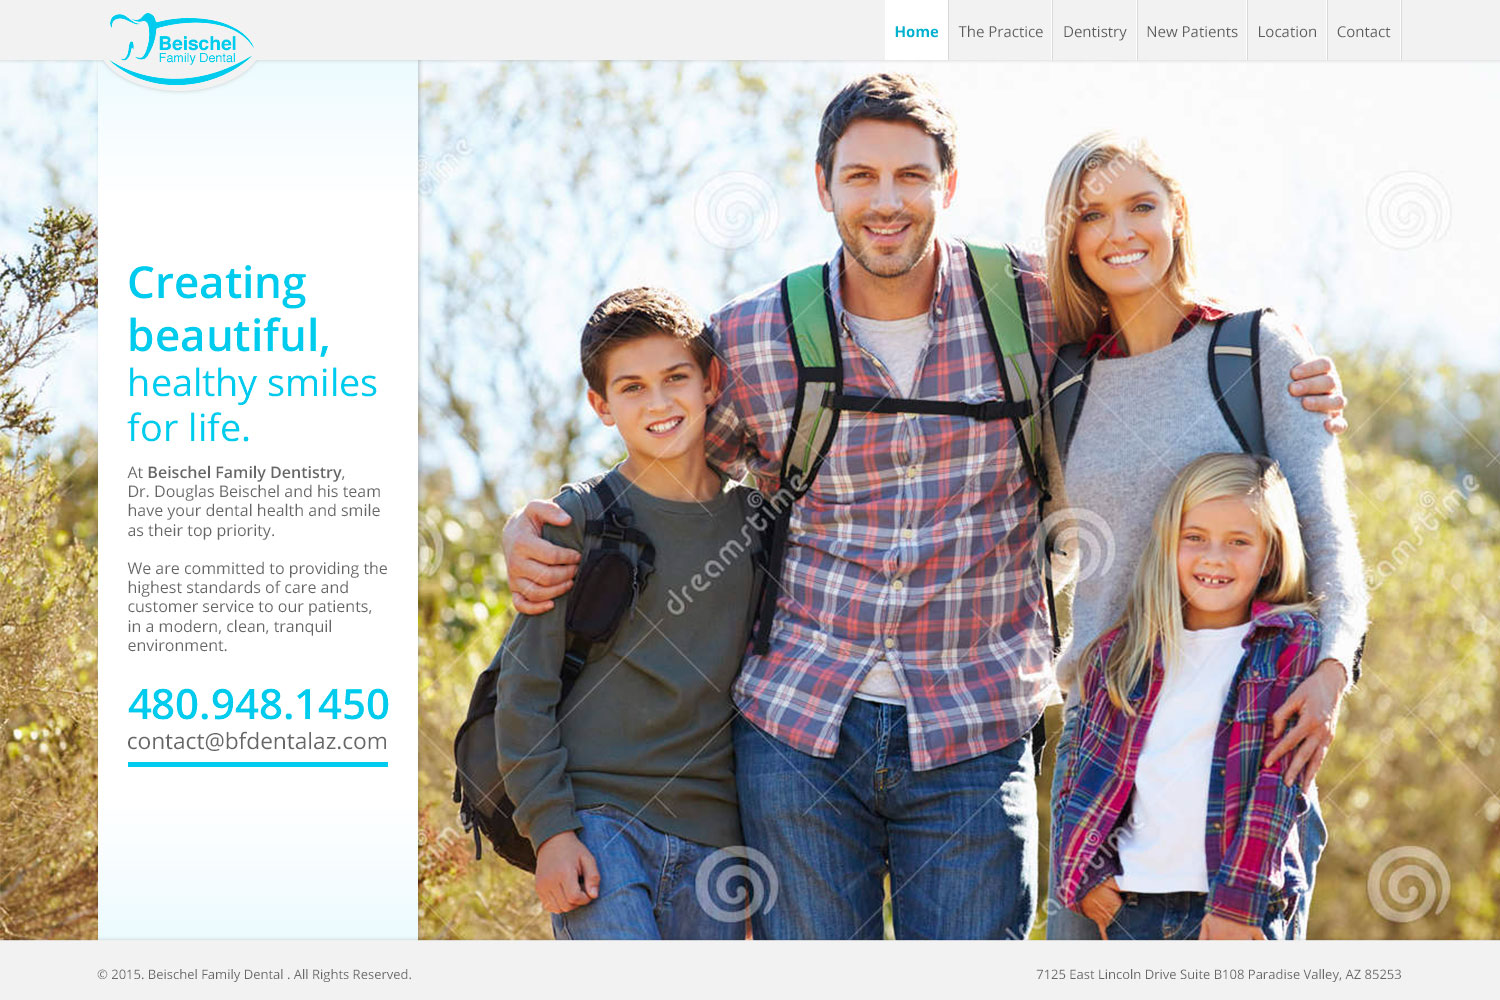 Beischel
Family Dental
Home
The Practice
Dentistry
New Patients
Location
Contact
Creating
beautiful,
healthy smiles
for life.
At Beischel Family Dentistry,
Dr. Douglas Beischel and his team
have your dental health and smile
as their top priority.
We are committed to providing the
highest standards of care and
customer service to our patients,
in a modern, clean, tranquil
environment.
480.948.1450
contact@bfdentalaz.com
dreamstime
dreamstime
dreamstime
dreamstime
© 2015. Beischel Family Dental . All Rights Reserved.
7125 East Lincoln Drive Suite B108 Paradise Valley, AZ 85253